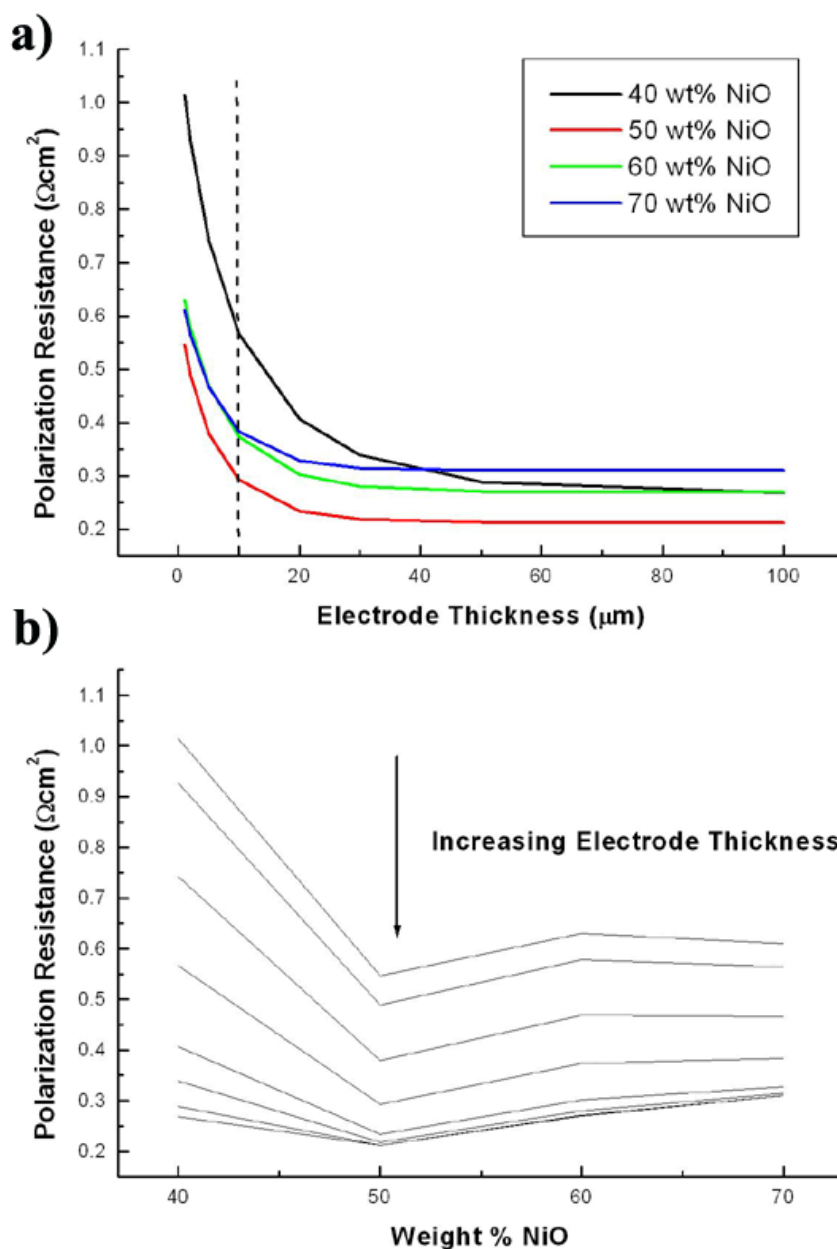 a)
1.1
1.0
0.9
0.8
0.7
0.6
0.5
0.4
0.3
0.2
Polarization Resistance (Ωcm²)
40 wt% NiO
50 wt% NiO
60 wt% NiO
70 wt% NiO
0 20 40 60 80 100
Electrode Thickness (μm)
b)
1.1
1.0
0.9
0.8
0.7
0.6
0.5
0.4
0.3
0.2
Polarization Resistance (Ωcm²)
Increasing Electrode Thickness
40 50 60 70
Weight % NiO